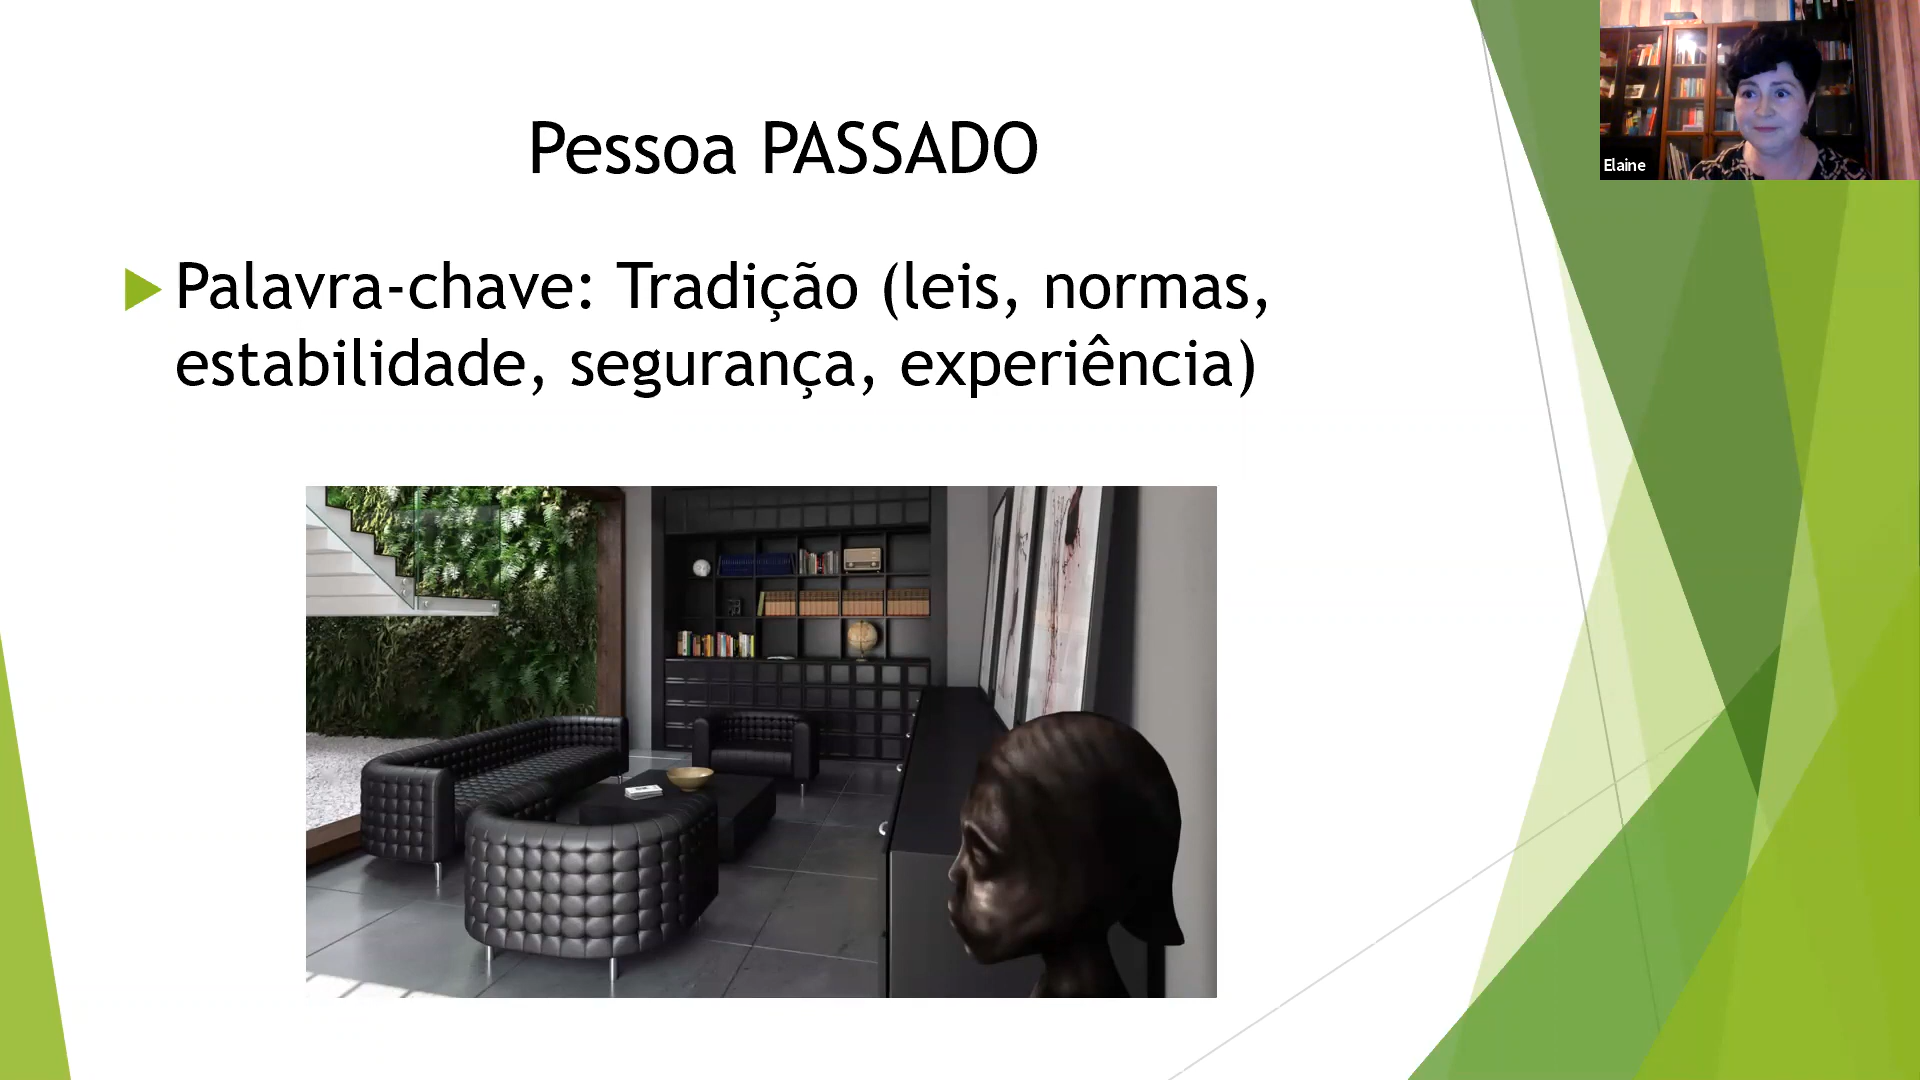 Pessoa PASSADO
Palavra-chave: Tradição (leis, normas,
estabilidade, segurança, experiência)
Elaine